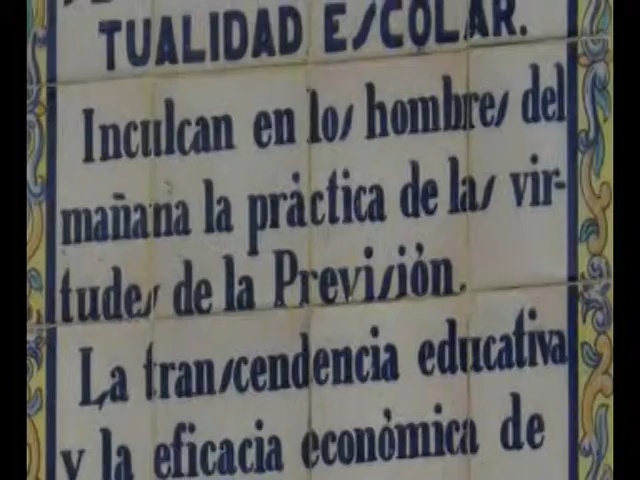 TUALIDAD ESCOLAR.
Inculcan en los hombres del
mañana la práctica de las vir-
tudes de la Previsión.
La transcendencia educativa
y la eficacia económica de